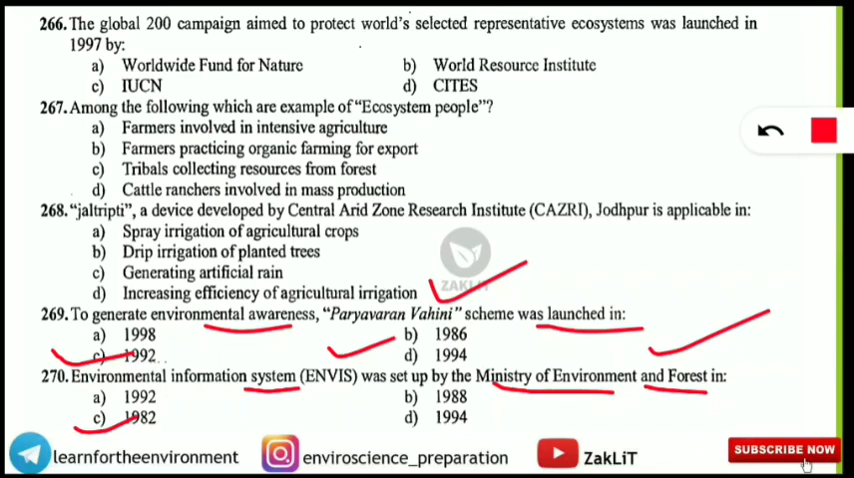 266. The global 200 campaign aimed to protect world's selected representative ecosystems was launched in
1997 by:
a) Worldwide Fund for Nature b) World Resource Institute
c) IUCN d) CITES
267. Among the following which are example of "Ecosystem people"?
a) Farmers involved in intensive agriculture
b) Farmers practicing organic farming for export
c) Tribals collecting resources from forest
d) Cattle ranchers involved in mass production
268. "jaltripti", a device developed by Central Arid Zone Research Institute (CAZRI), Jodhpur is applicable in:
a) Spray irrigation of agricultural crops
b) Drip irrigation of planted trees
c) Generating artificial rain
d) Increasing efficiency of agricultural irrigation
ZAKLiT
269. To generate environmental awareness, "Paryavaran Vahini" scheme was launched in:
a) 1998 b) 1986
c) 1992 d) 1994
270. Environmental information system (ENVIS) was set up by the Ministry of Environment and Forest in:
a) 1992 b) 1988
c) 1982 d) 1994
learnfortheenvironment enviroscience_preparation ZakLiT SUBSCRIBE NOW